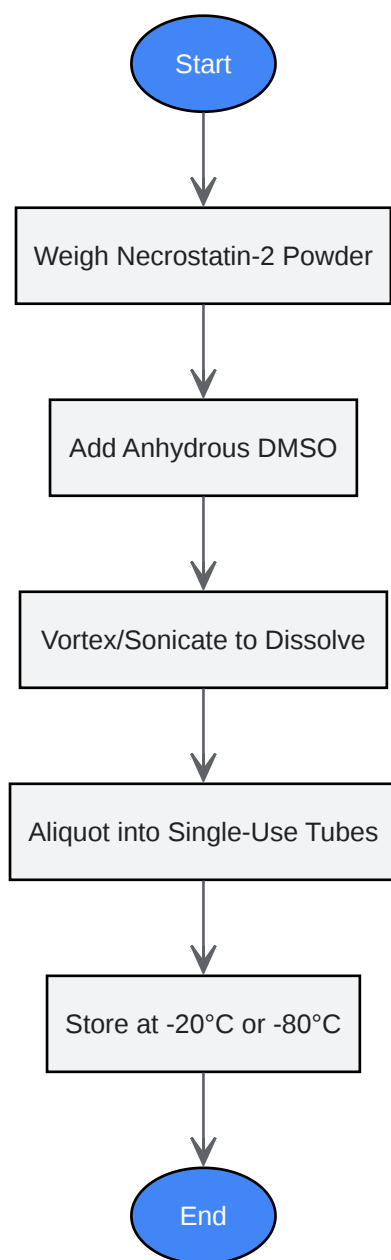 Start
Weigh Necrostatin-2 Powder
Add Anhydrous DMSO
Vortex/Sonicate to Dissolve
Aliquot into Single-Use Tubes
Store at -20°C or -80°C
End